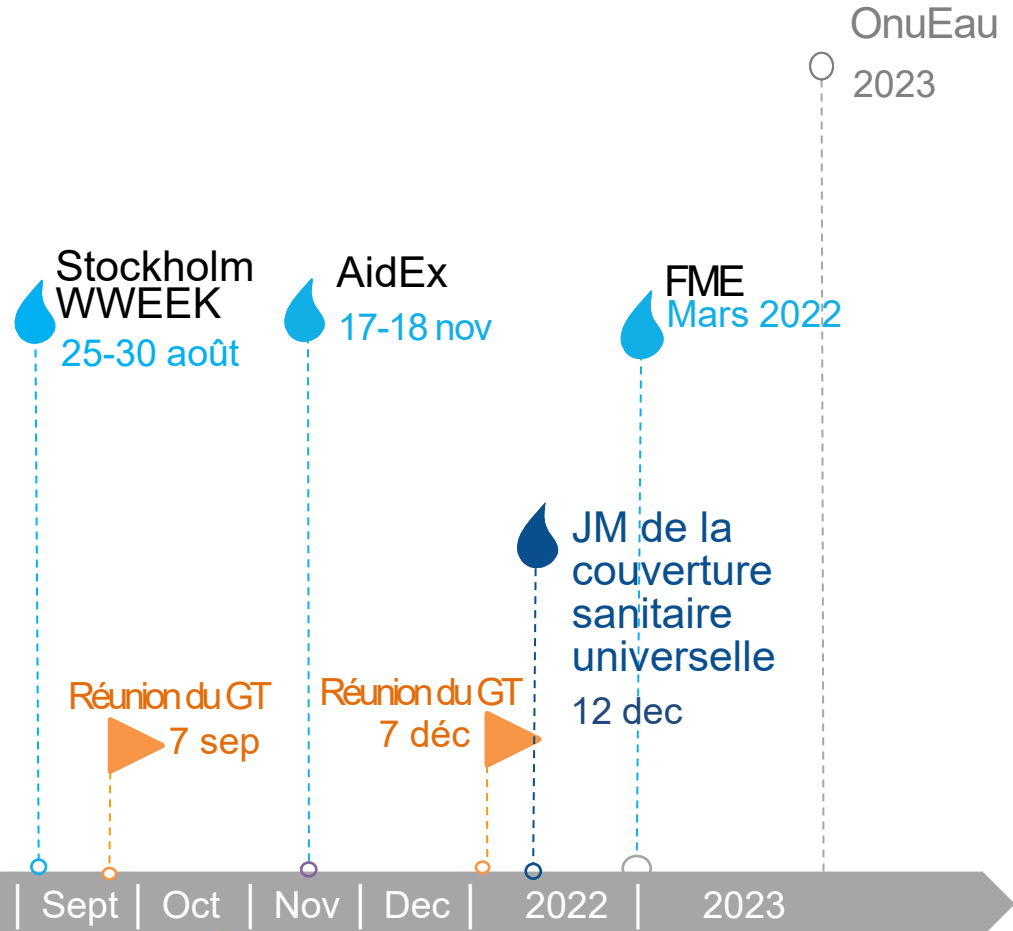 OnuEau
2023
Stockholm
WWEEK
25-30 août
AidEx
17-18 nov
FME
Mars 2022
JM de la
couverture
sanitaire
universelle
12 dec
Réunion du GT
7 sep
Réunion du GT
7 déc
Sept
Oct
Nov
Dec
2022
2023